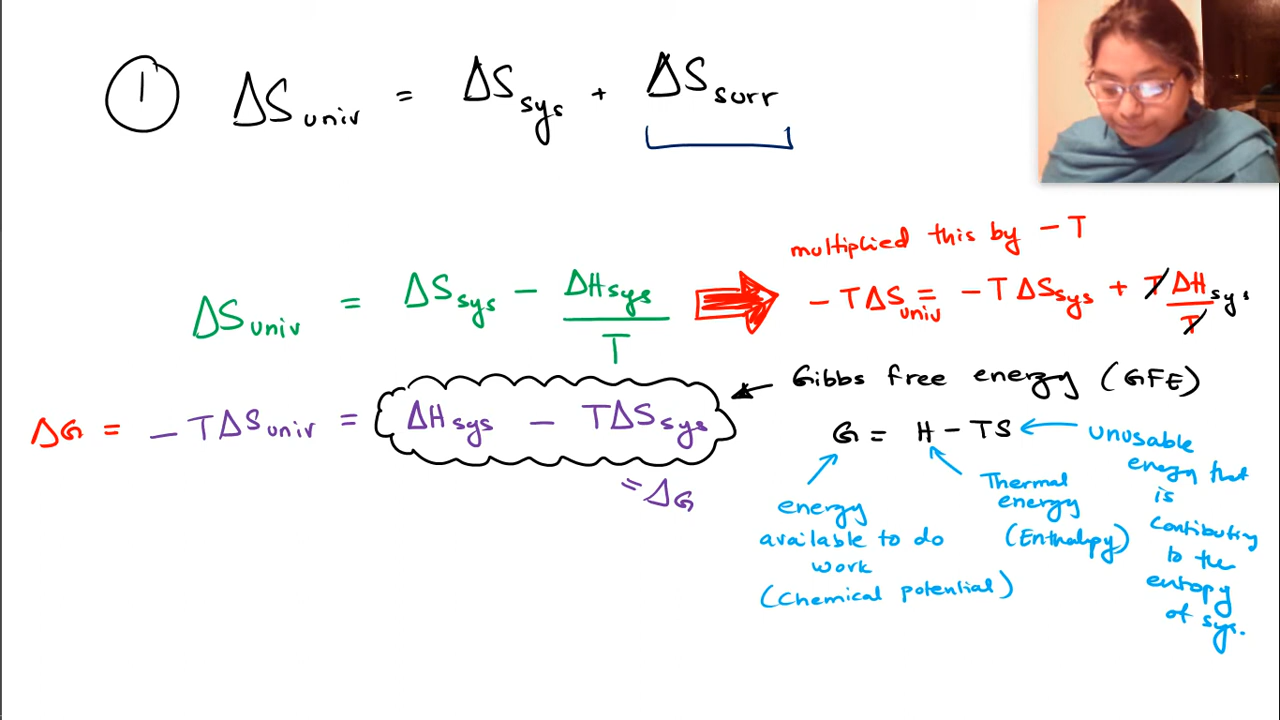 1 ΔS univ = ΔS sys + ΔS surr
multiplied this by - T
ΔS univ = ΔS sys - ΔH sys / T
- TΔS univ = - TΔS sys + T ΔH sys / T
Gibbs free energy (GFE)
ΔG = - TΔS univ = ΔH sys - TΔS sys
= ΔG
G = H - TS
unusable
energy that
is
contibuting
to the
entropy
of sys.
Thermal
energy
(Enthalpy)
energy
available to do
work
(Chemical potential)